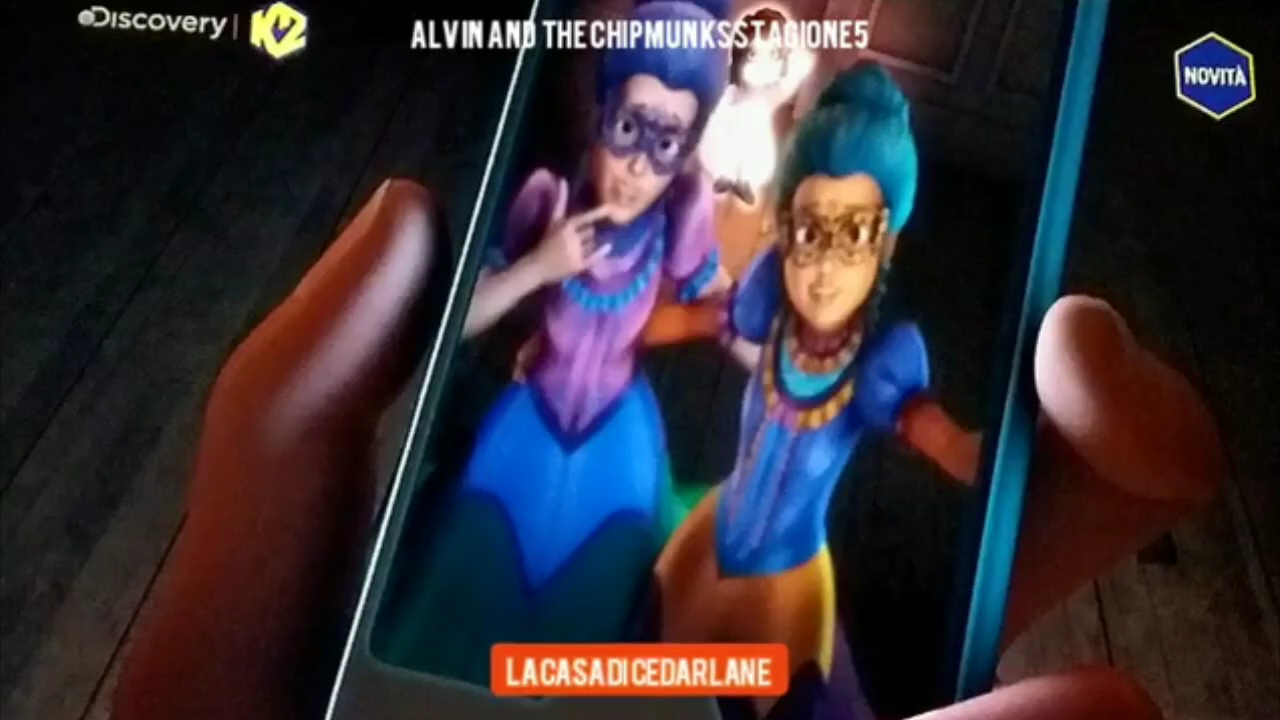 Discovery | K2
ALVIN AND THE CHIPMUNKS STAGIONE 5
NOVITÀ
LA CASA DI CEDAR LANE